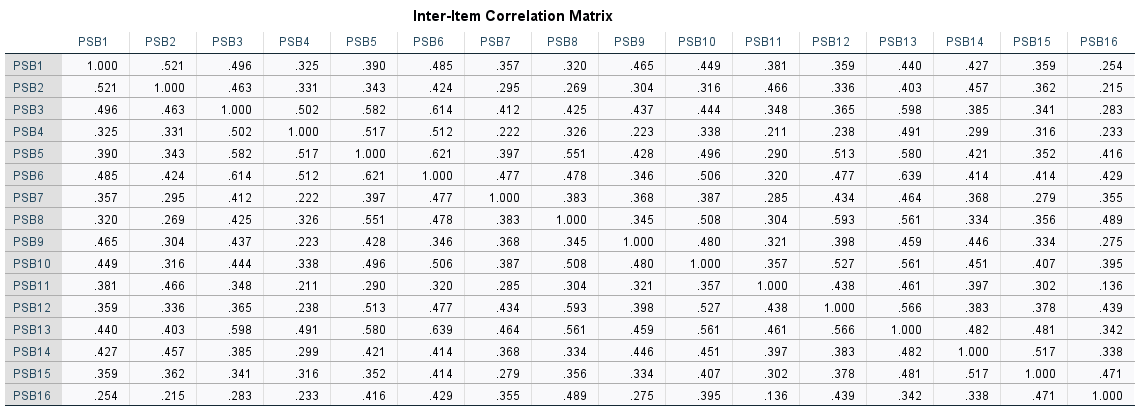 Inter-Item Correlation Matrix
PSB1 PSB2 PSB3 PSB4 PSB5 PSB6 PSB7 PSB8 PSB9 PSB10 PSB11 PSB12 PSB13 PSB14 PSB15 PSB16
PSB1 1.000 .521 .496 .325 .390 .485 .357 .320 .465 .449 .381 .359 .440 .427 .359 .254
PSB2 .521 1.000 .463 .331 .343 .424 .295 .269 .304 .316 .466 .336 .403 .457 .362 .215
PSB3 .496 .463 1.000 .502 .582 .614 .412 .425 .437 .444 .348 .365 .598 .385 .341 .283
PSB4 .325 .331 .502 1.000 .517 .512 .222 .326 .223 .338 .211 .238 .491 .299 .316 .233
PSB5 .390 .343 .582 .517 1.000 .621 .397 .551 .428 .496 .290 .513 .580 .421 .352 .416
PSB6 .485 .424 .614 .512 .621 1.000 .477 .478 .346 .506 .320 .477 .639 .414 .414 .429
PSB7 .357 .295 .412 .222 .397 .477 1.000 .383 .368 .387 .285 .434 .464 .368 .279 .355
PSB8 .320 .269 .425 .326 .551 .478 .383 1.000 .345 .508 .304 .593 .561 .334 .356 .489
PSB9 .465 .304 .437 .223 .428 .346 .368 .345 1.000 .480 .321 .398 .459 .446 .334 .275
PSB10 .449 .316 .444 .338 .496 .506 .387 .508 .480 1.000 .357 .527 .561 .451 .407 .395
PSB11 .381 .466 .348 .211 .290 .320 .285 .304 .321 .357 1.000 .438 .461 .397 .302 .136
PSB12 .359 .336 .365 .238 .513 .477 .434 .593 .398 .527 .438 1.000 .566 .383 .378 .439
PSB13 .440 .403 .598 .491 .580 .639 .464 .561 .459 .561 .461 .566 1.000 .482 .481 .342
PSB14 .427 .457 .385 .299 .421 .414 .368 .334 .446 .451 .397 .383 .482 1.000 .517 .338
PSB15 .359 .362 .341 .316 .352 .414 .279 .356 .334 .407 .302 .378 .481 .517 1.000 .471
PSB16 .254 .215 .283 .233 .416 .429 .355 .489 .275 .395 .136 .439 .342 .338 .471 1.000